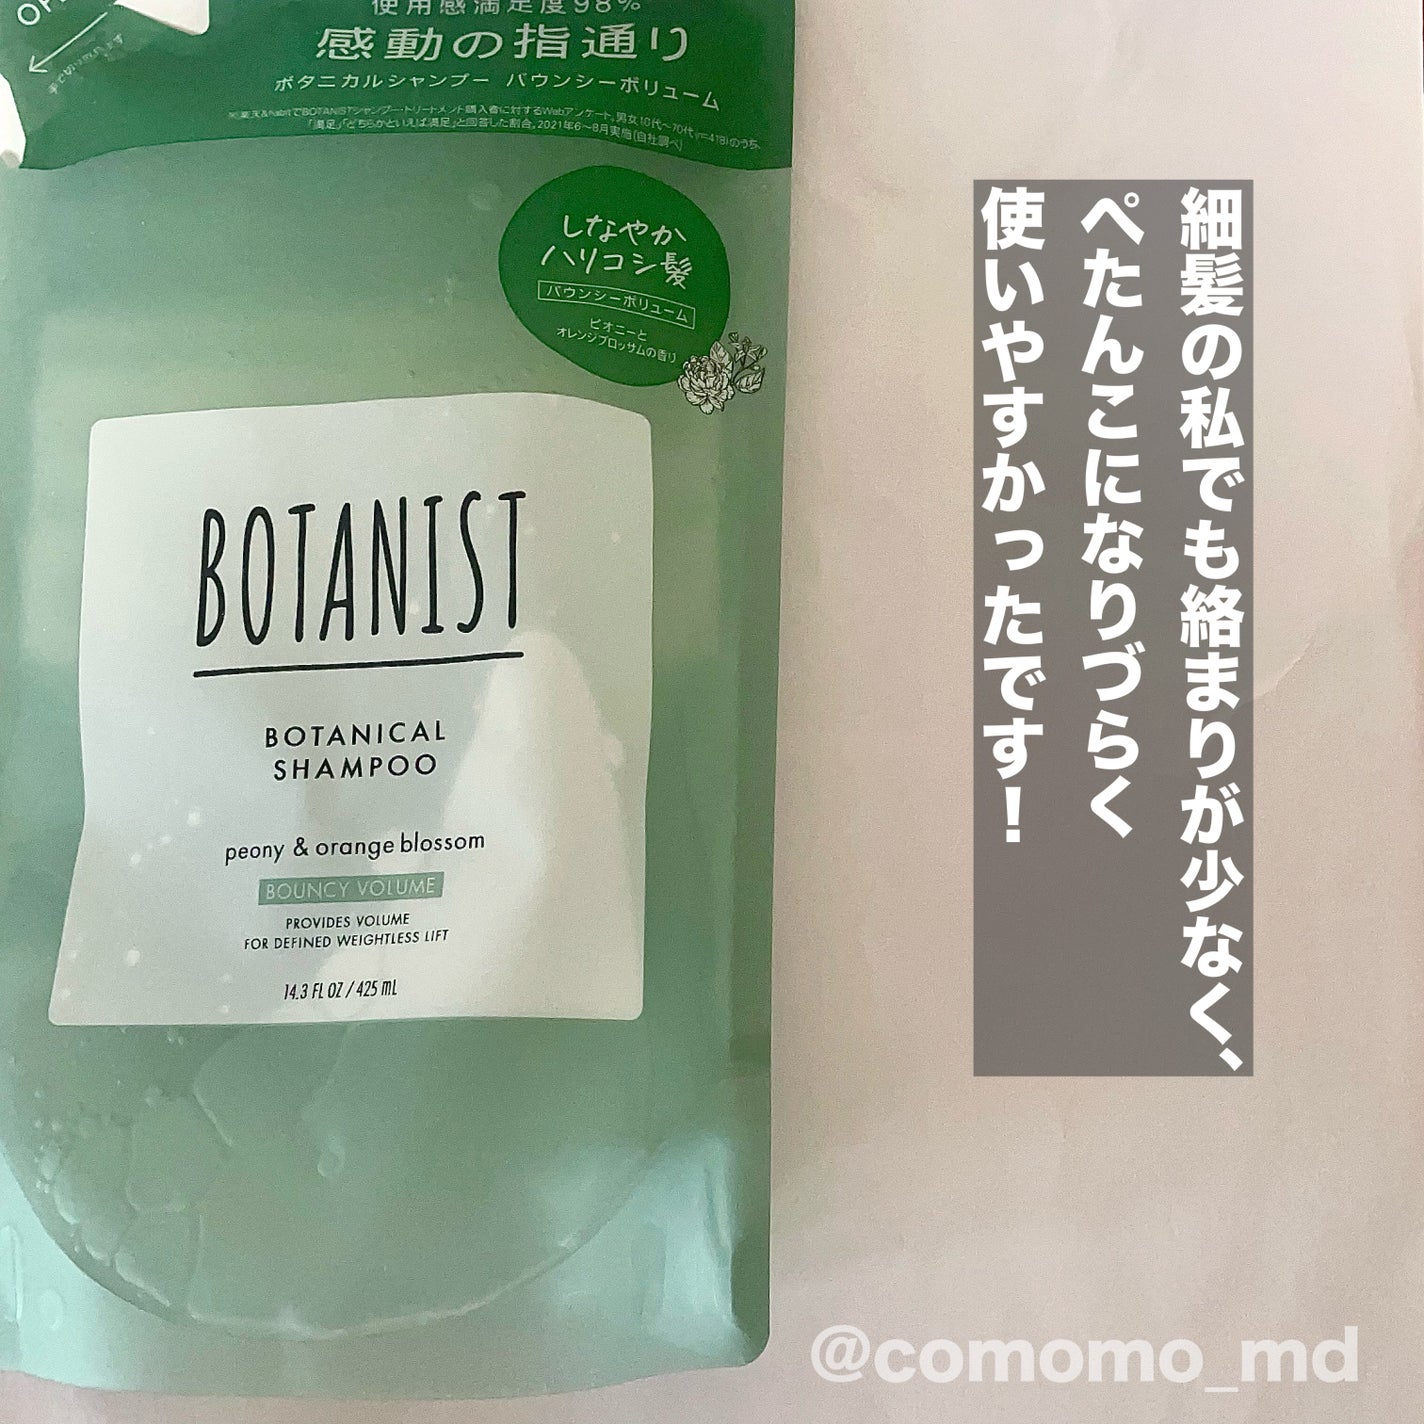 使用感満足度98%
感動の指通り
ボタニカルシャンプー バウンシーボリューム
しなやか
ハリコシ髪
バウンシーボリューム
ピオニーと
オレンジブロッサムの香り
BOTANIST
BOTANICAL
SHAMPOO
peony & orange blossom
BOUNCY VOLUME
PROVIDES VOLUME
FOR DEFINED WEIGHTLESS LIFT
14.3 FL OZ / 425 mL
細髪の私でも絡まりが少なく、
ぺたんこになりづらく
使いやすかったです！
@comomo_md